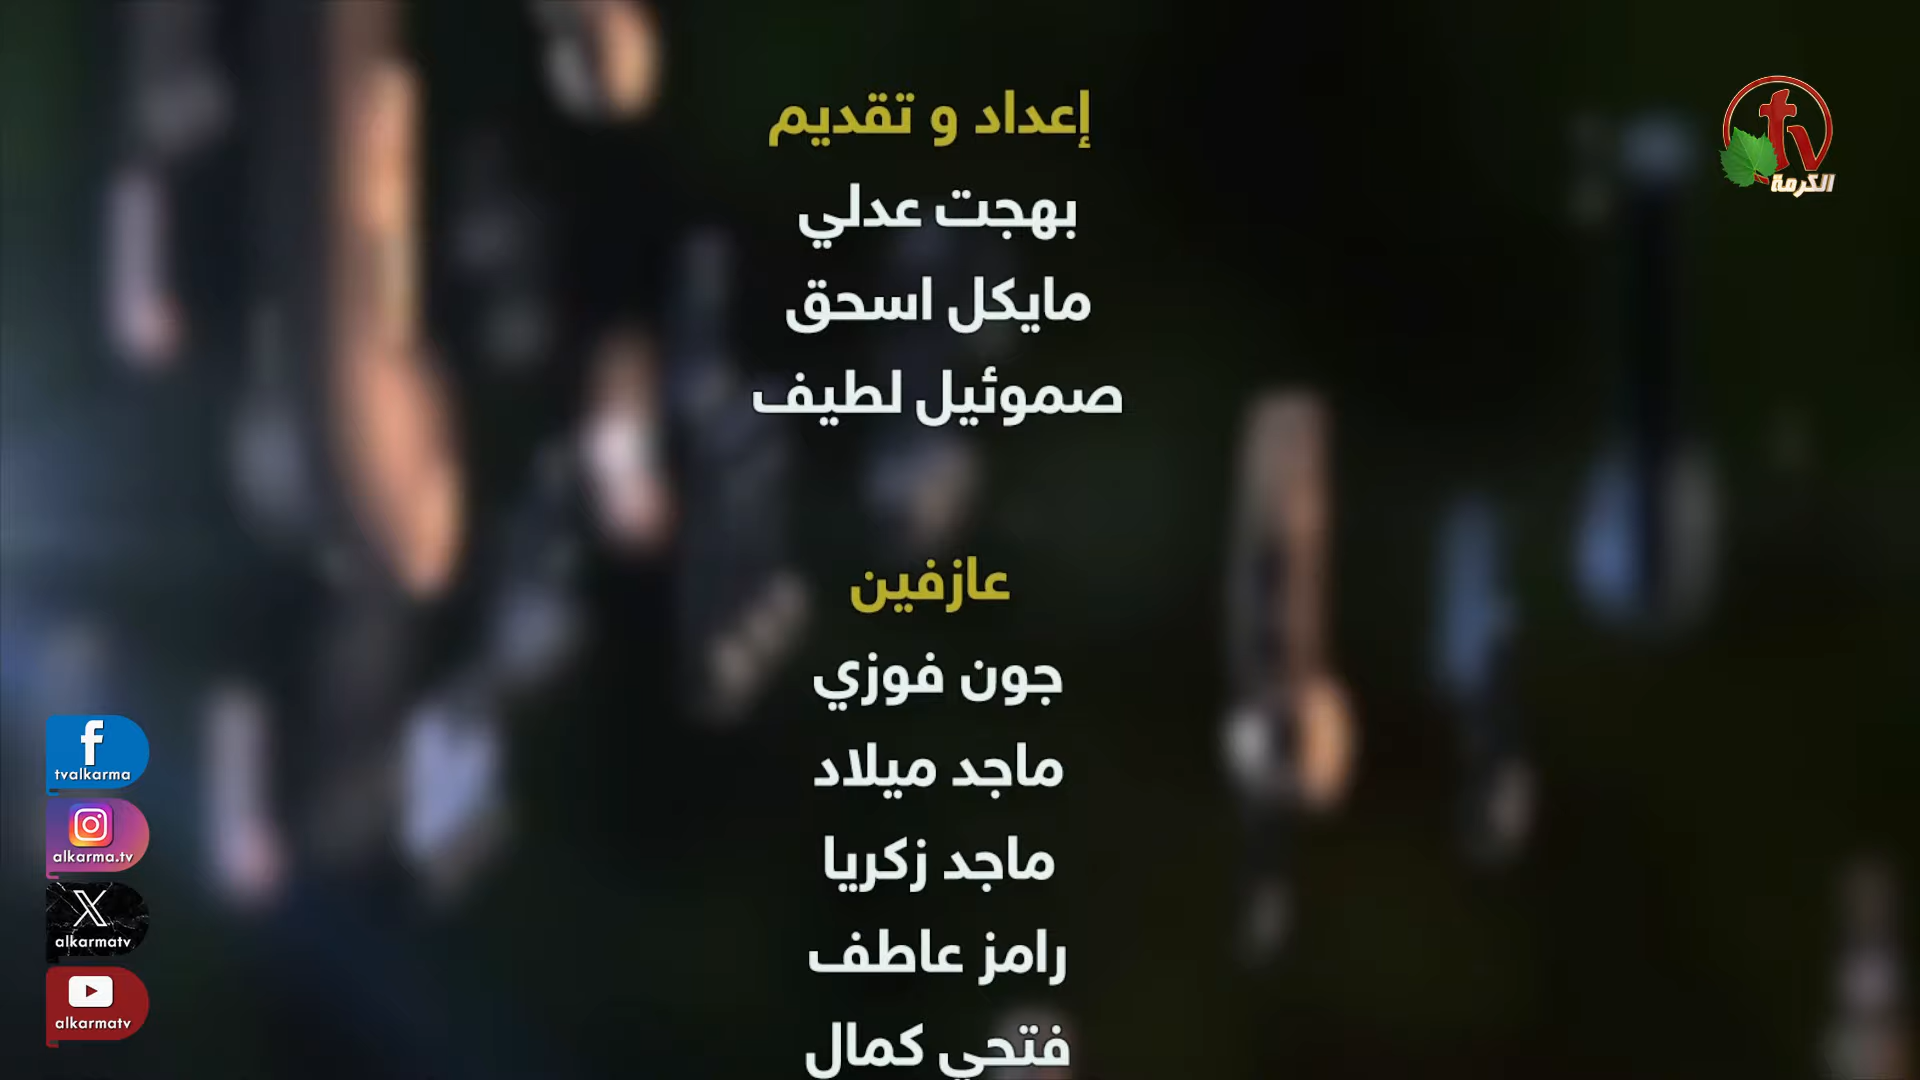 إعداد و تقديم
بهجت عدلي
مايكل اسحق
صموئيل لطيف
عازفين
جون فوزي
ماجد ميلاد
ماجد زكريا
رامز عاطف
فتحي كمال
tv
الكرمة
tvalkarma
alkarma.tv
alkarmatv
alkarmatv